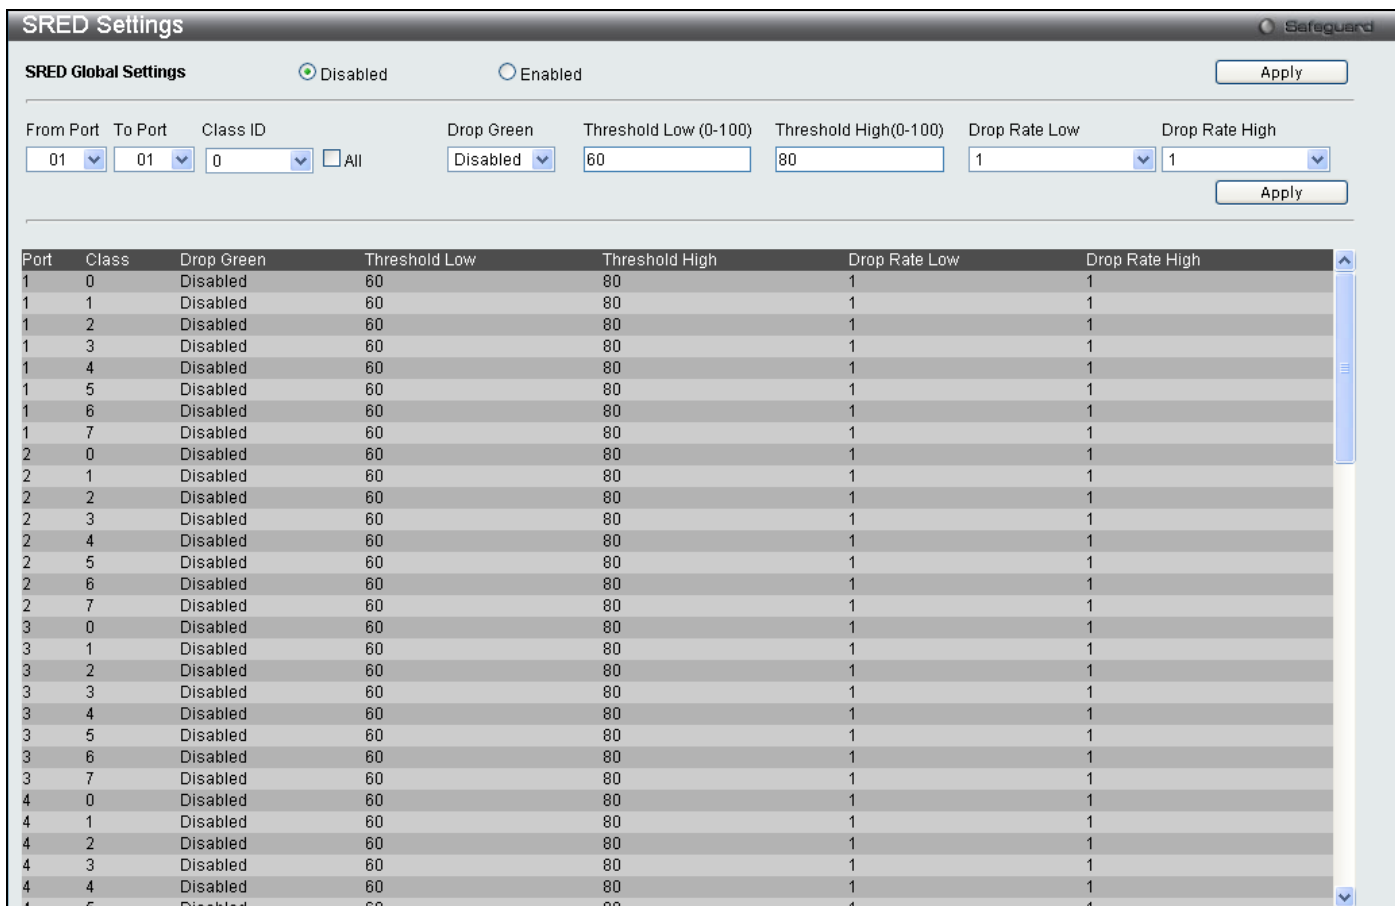 SRED Settings
Safeguard
SRED Global Settings Disabled Enabled Apply
From Port To Port Class ID Drop Green Threshold Low (0-100) Threshold High(0-100) Drop Rate Low Drop Rate High
01 01 0 All Disabled 60 80 1 1
Apply
Port Class Drop Green Threshold Low Threshold High Drop Rate Low Drop Rate High
1 0 Disabled 60 80 1 1
1 1 Disabled 60 80 1 1
1 2 Disabled 60 80 1 1
1 3 Disabled 60 80 1 1
1 4 Disabled 60 80 1 1
1 5 Disabled 60 80 1 1
1 6 Disabled 60 80 1 1
1 7 Disabled 60 80 1 1
2 0 Disabled 60 80 1 1
2 1 Disabled 60 80 1 1
2 2 Disabled 60 80 1 1
2 3 Disabled 60 80 1 1
2 4 Disabled 60 80 1 1
2 5 Disabled 60 80 1 1
2 6 Disabled 60 80 1 1
2 7 Disabled 60 80 1 1
3 0 Disabled 60 80 1 1
3 1 Disabled 60 80 1 1
3 2 Disabled 60 80 1 1
3 3 Disabled 60 80 1 1
3 4 Disabled 60 80 1 1
3 5 Disabled 60 80 1 1
3 6 Disabled 60 80 1 1
3 7 Disabled 60 80 1 1
4 0 Disabled 60 80 1 1
4 1 Disabled 60 80 1 1
4 2 Disabled 60 80 1 1
4 3 Disabled 60 80 1 1
4 4 Disabled 60 80 1 1